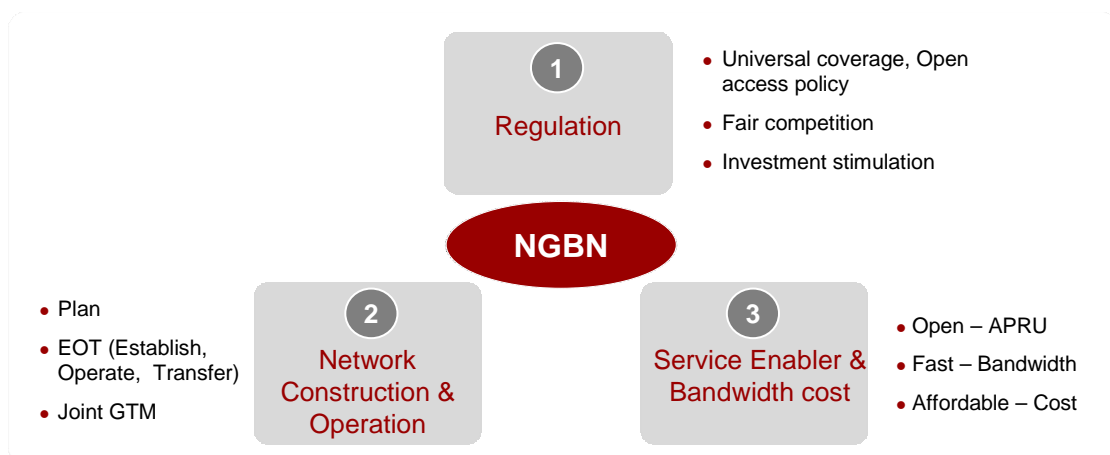 1
Regulation
• Universal coverage, Open
access policy
• Fair competition
• Investment stimulation
NGBN
• Plan
• EOT (Establish,
Operate, Transfer)
• Joint GTM
2
Network
Construction &
Operation
3
Service Enabler &
Bandwidth cost
• Open – APRU
• Fast – Bandwidth
• Affordable – Cost